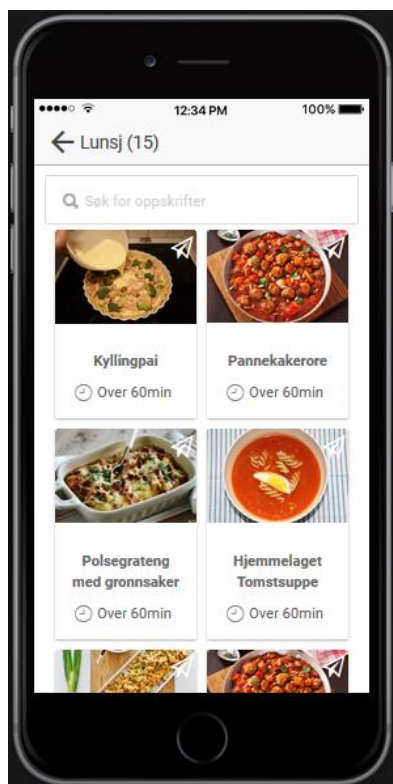 12:34 PM 100%
Lunsj (15)
Søk for oppskrifter
Kyllingpai
Over 60min
Pannekakerore
Over 60min
Polsegrateng
med gronnsaker
Over 60min
Hjemmelaget
Tomstsuppe
Over 60min